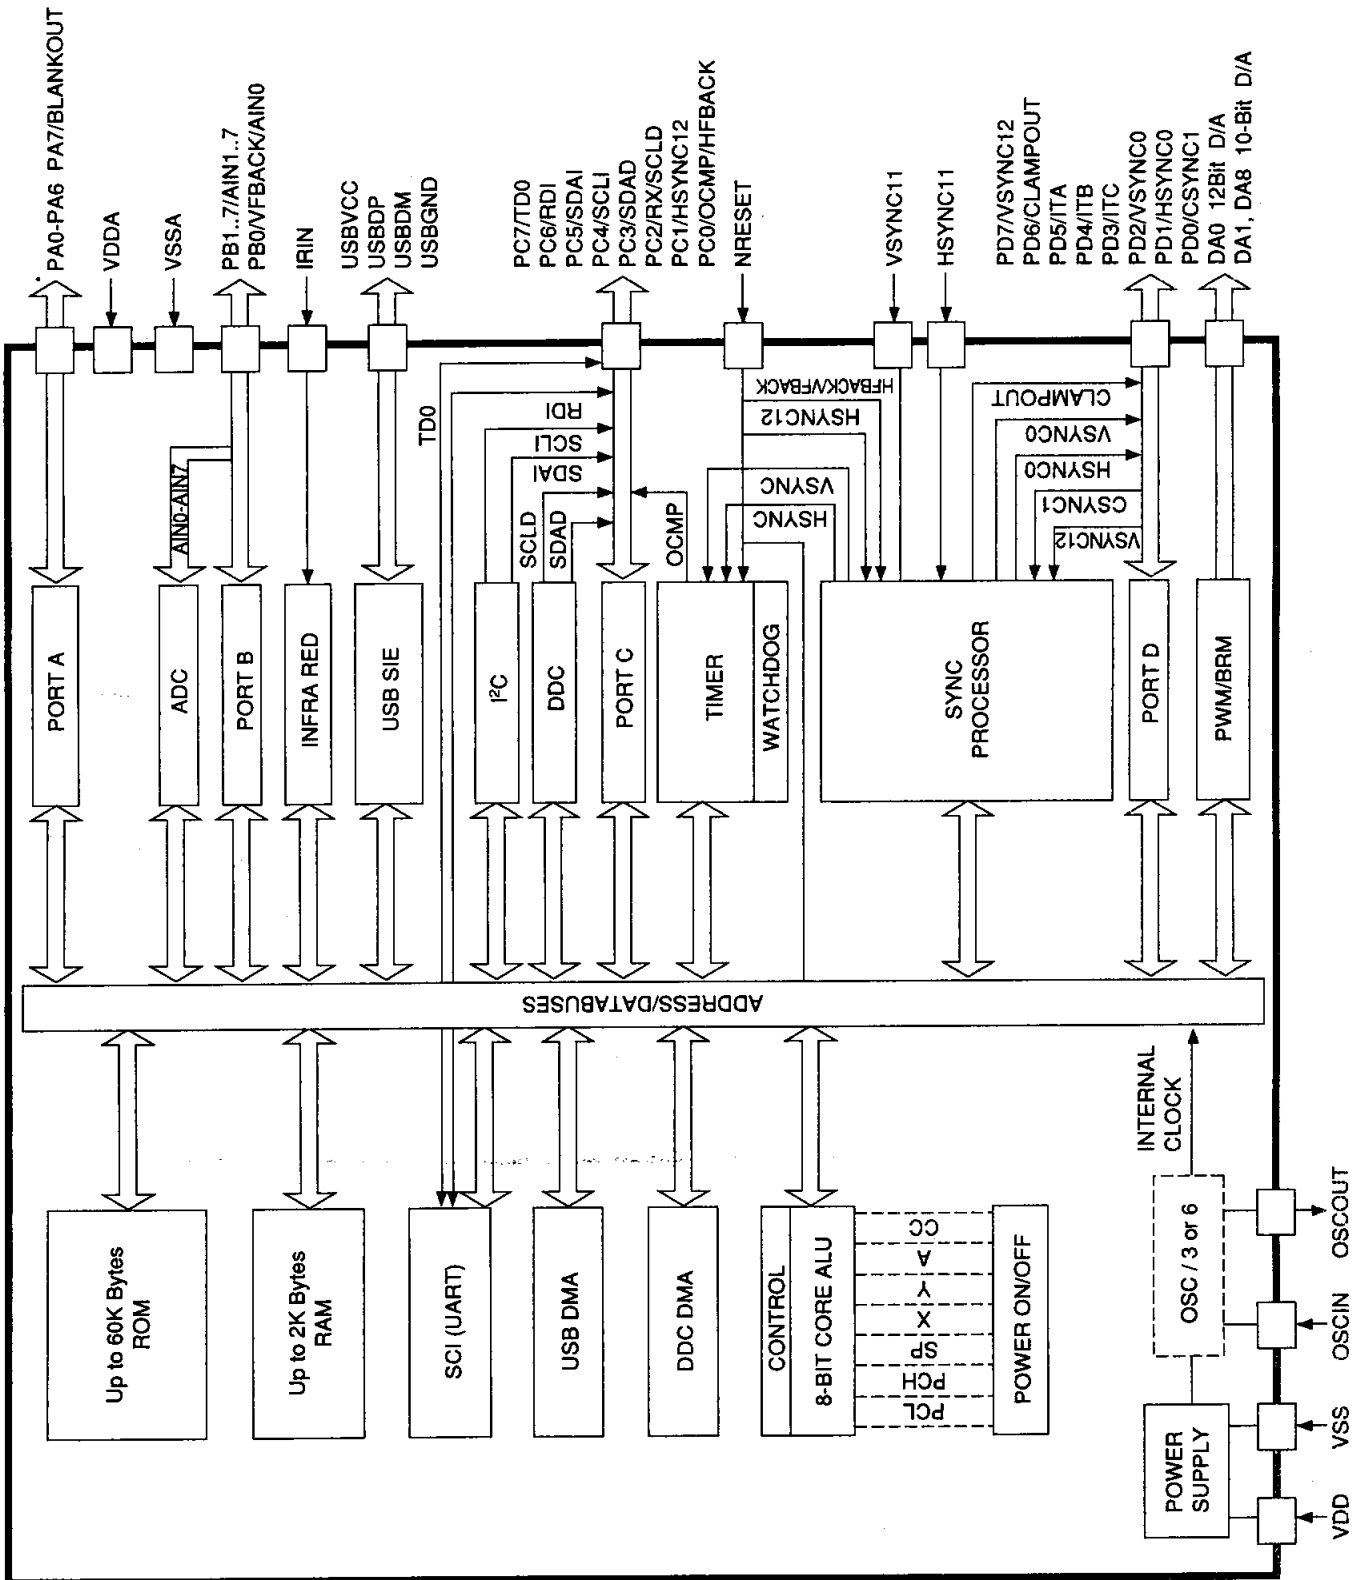 PA0-PA6 PA7/BLANKOUT
VDDA
VSSA
PB1..7/AIN1..7
PB0/VFBACK/AIN0
IRIN
USBVCC
USBDP
USBDM
USBGND
PC7/TD0
PC6/RDI
PC5/SDAI
PC4/SCLI
PC3/SDAD
PC2/RX/SCLD
PC1/HSYNC12
PC0/OCMP/HFBACK
NRESET
VSYNC11
HSYNC11
PD7/VSYNC12
PD6/CLAMPOUT
PD5/ITA
PD4/ITB
PD3/ITC
PD2/VSYNC0
PD1/HSYNC0
PD0/CSYNC1
DA0 12Bit D/A
DA1, DA8 10-Bit D/A
AIN0-AIN7
TD0
RDI
SCLI
SDAI
SCLD
SDAD
OCMP
HFBACK/VFBACK
HSYNC12
VSYNC
HSYNC
CLAMPOUT
VSYNC0
HSYNC0
CSYNC1
VSYNC12
PORT A
ADC
PORT B
INFRA RED
USB SIE
I²C
DDC
PORT C
TIMER
WATCHDOG
SYNC
PROCESSOR
PORT D
PWM/BRM
ADDRESS/DATABUSES
Up to 60K Bytes
ROM
Up to 2K Bytes
RAM
SCI (UART)
USB DMA
DDC DMA
CONTROL
8-BIT CORE ALU
CC
A
Y
X
SP
PCH
PCL
POWER ON/OFF
INTERNAL
CLOCK
OSC / 3 or 6
POWER
SUPPLY
OSCOUT
OSCIN
VSS
VDD